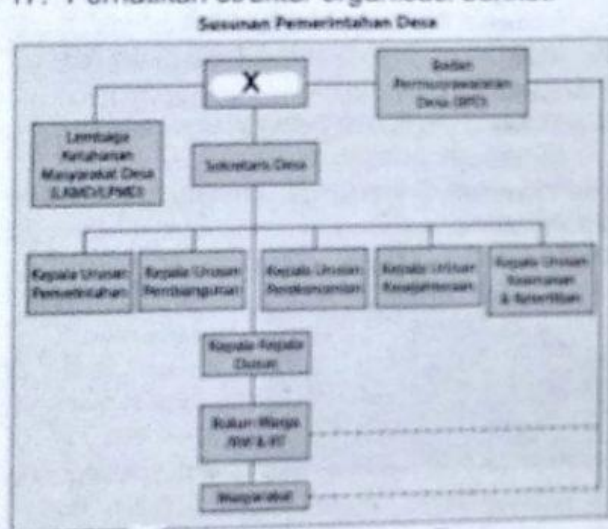 Susunan Pemerintahan Desa
X
Badan
Permusyawaratan
Desa (BPD)
Lembaga
Ketahanan
Masyarakat Desa
(LKMD/LPMD)
Sekretaris Desa
Kepala Urusan
Pemerintahan
Kepala Urusan
Pembangunan
Kepala Urusan
Perekonomian
Kepala Urusan
Kesejahteraan
Kepala Urusan
Keamanan
& Ketertiban
Kepala-Kepala
Dusun
Rukun Warga
/RW & RT
Masyarakat